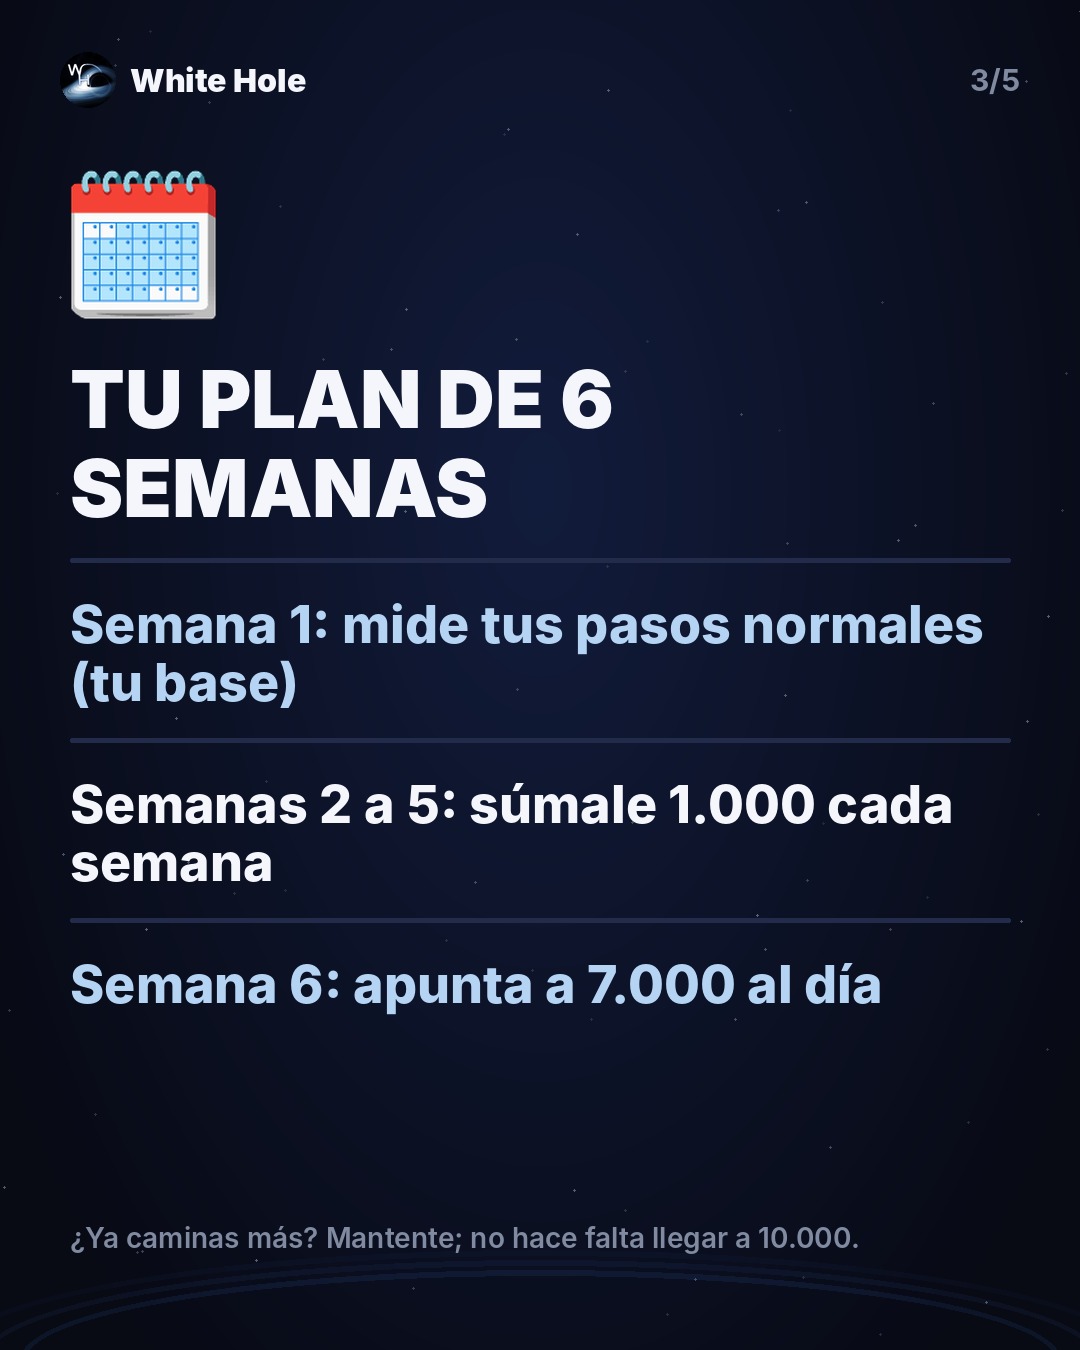 White Hole
3/5
TU PLAN DE 6
SEMANAS
Semana 1: mide tus pasos normales
(tu base)
Semanas 2 a 5: súmale 1.000 cada
semana
Semana 6: apunta a 7.000 al día
¿Ya caminas más? Mantente; no hace falta llegar a 10.000.